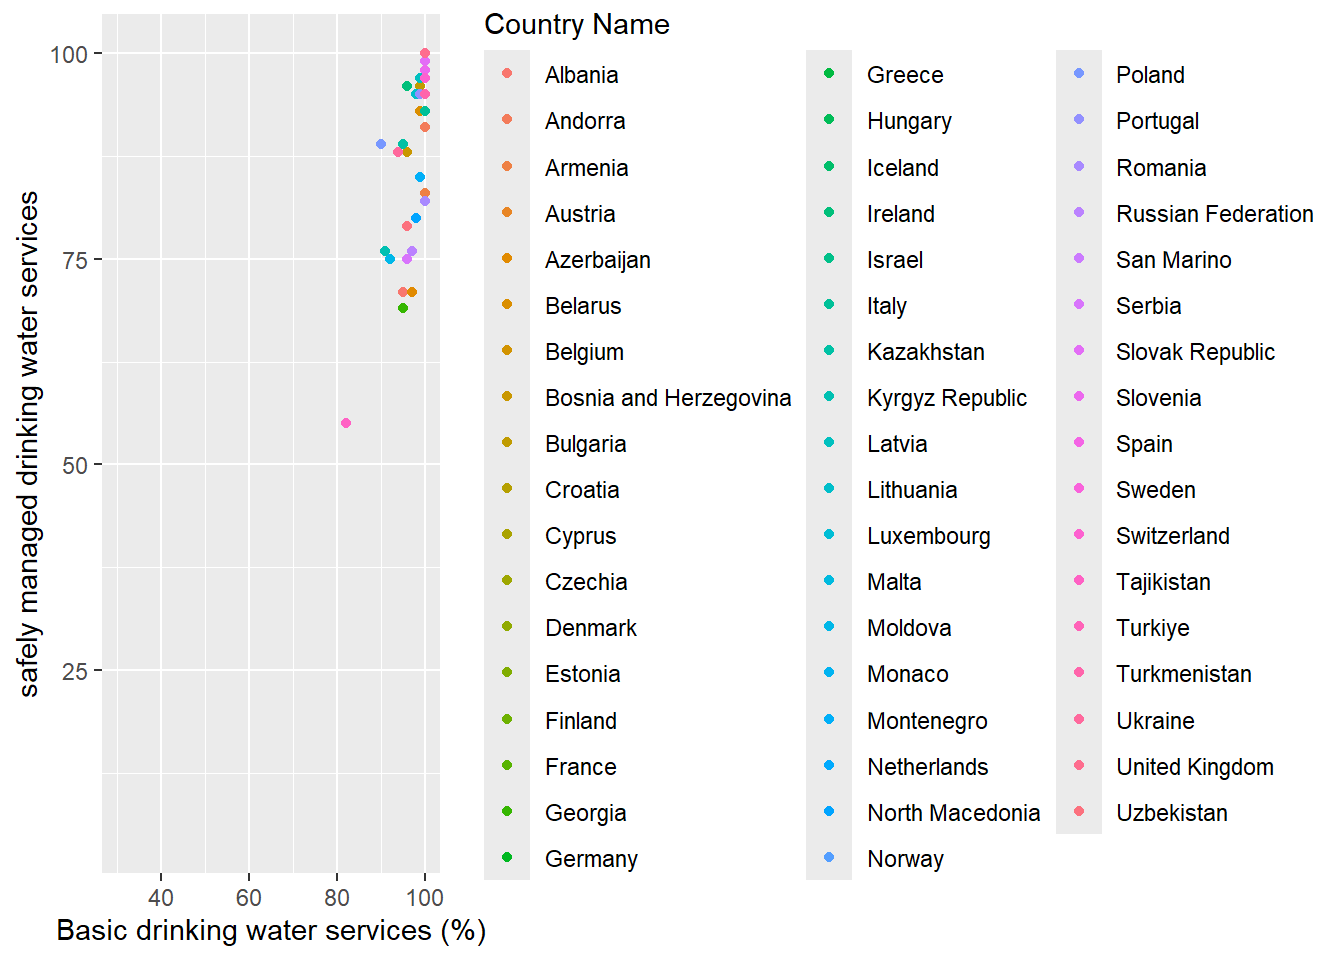 Country Name
100
75
50
25
safely managed drinking water services
40 60 80 100
Basic drinking water services (%)
Albania
Andorra
Armenia
Austria
Azerbaijan
Belarus
Belgium
Bosnia and Herzegovina
Bulgaria
Croatia
Cyprus
Czechia
Denmark
Estonia
Finland
France
Georgia
Germany
Greece
Hungary
Iceland
Ireland
Israel
Italy
Kazakhstan
Kyrgyz Republic
Latvia
Lithuania
Luxembourg
Malta
Moldova
Monaco
Montenegro
Netherlands
North Macedonia
Norway
Poland
Portugal
Romania
Russian Federation
San Marino
Serbia
Slovak Republic
Slovenia
Spain
Sweden
Switzerland
Tajikistan
Turkiye
Turkmenistan
Ukraine
United Kingdom
Uzbekistan